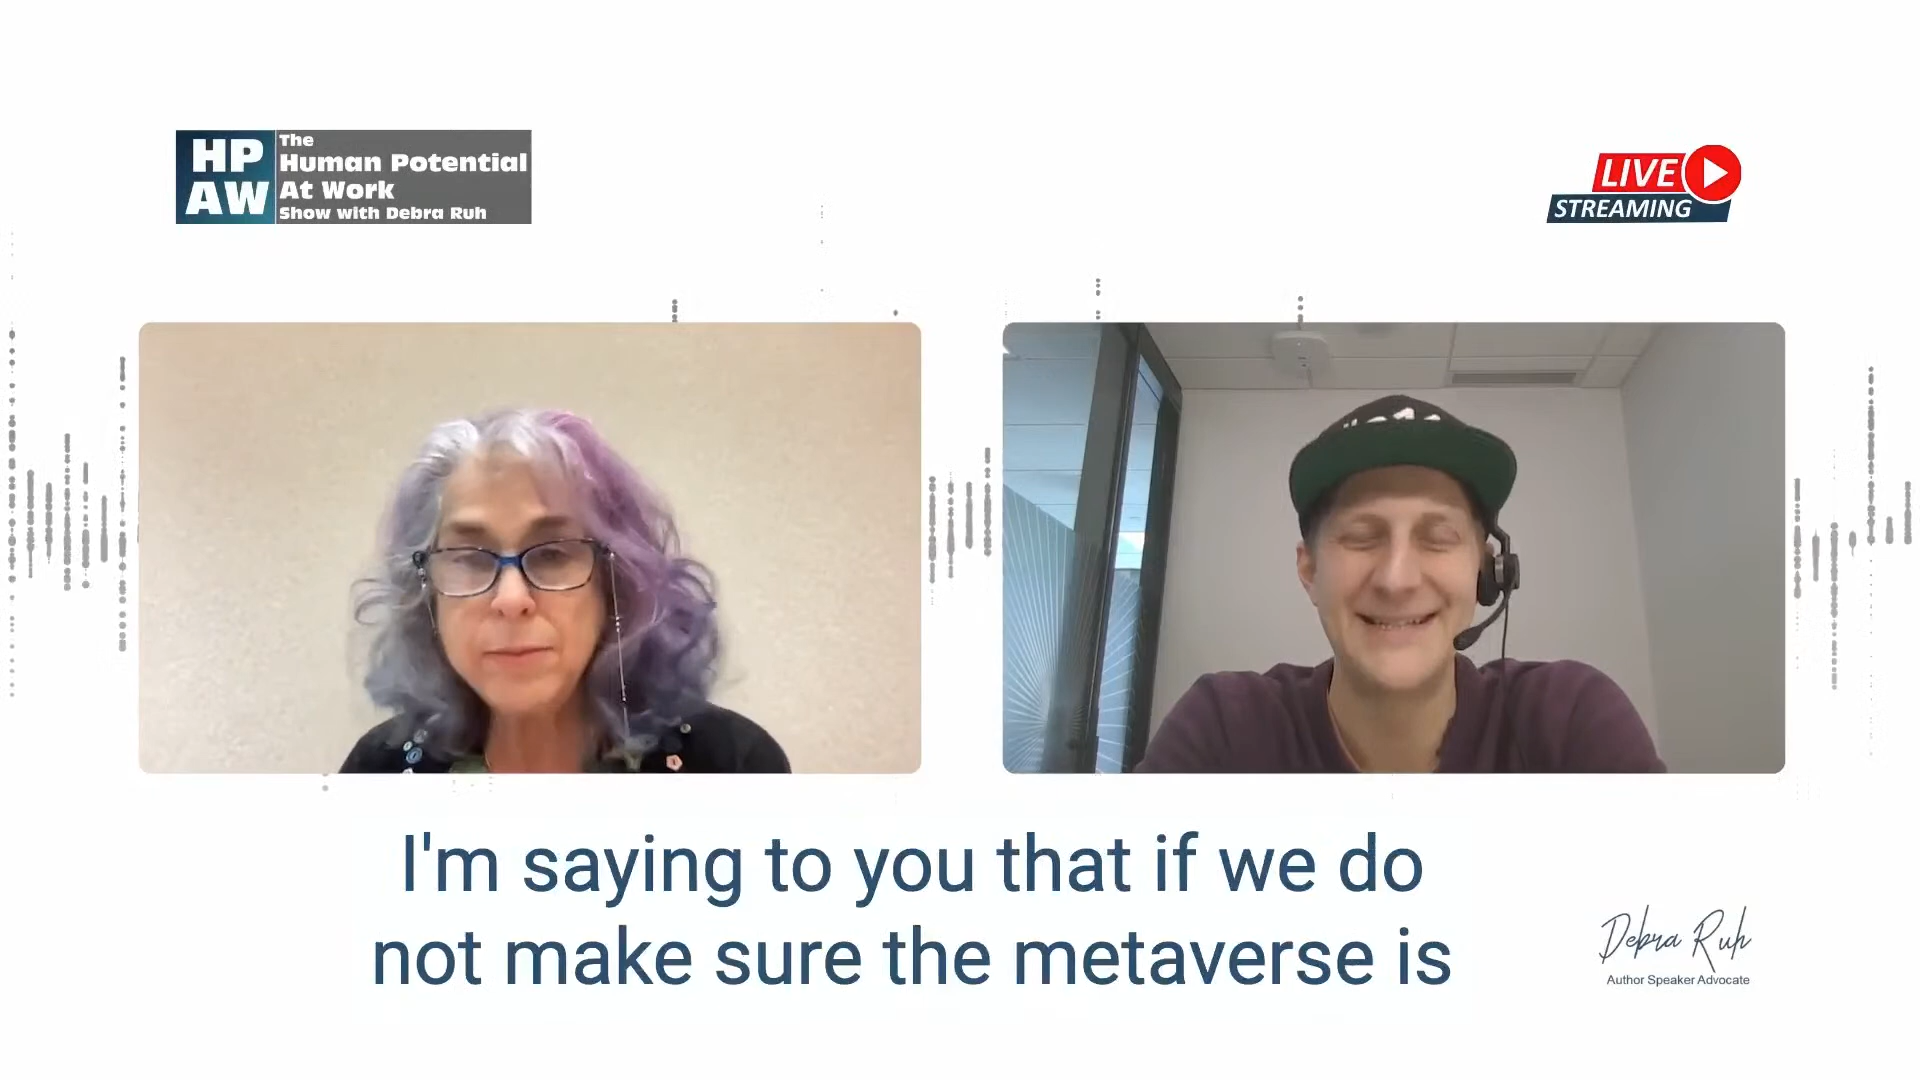 HP
AW
The
Human Potential
At Work
Show with Debra Ruh
LIVE
STREAMING
I'm saying to you that if we do
not make sure the metaverse is
Debra Ruh
Author Speaker Advocate